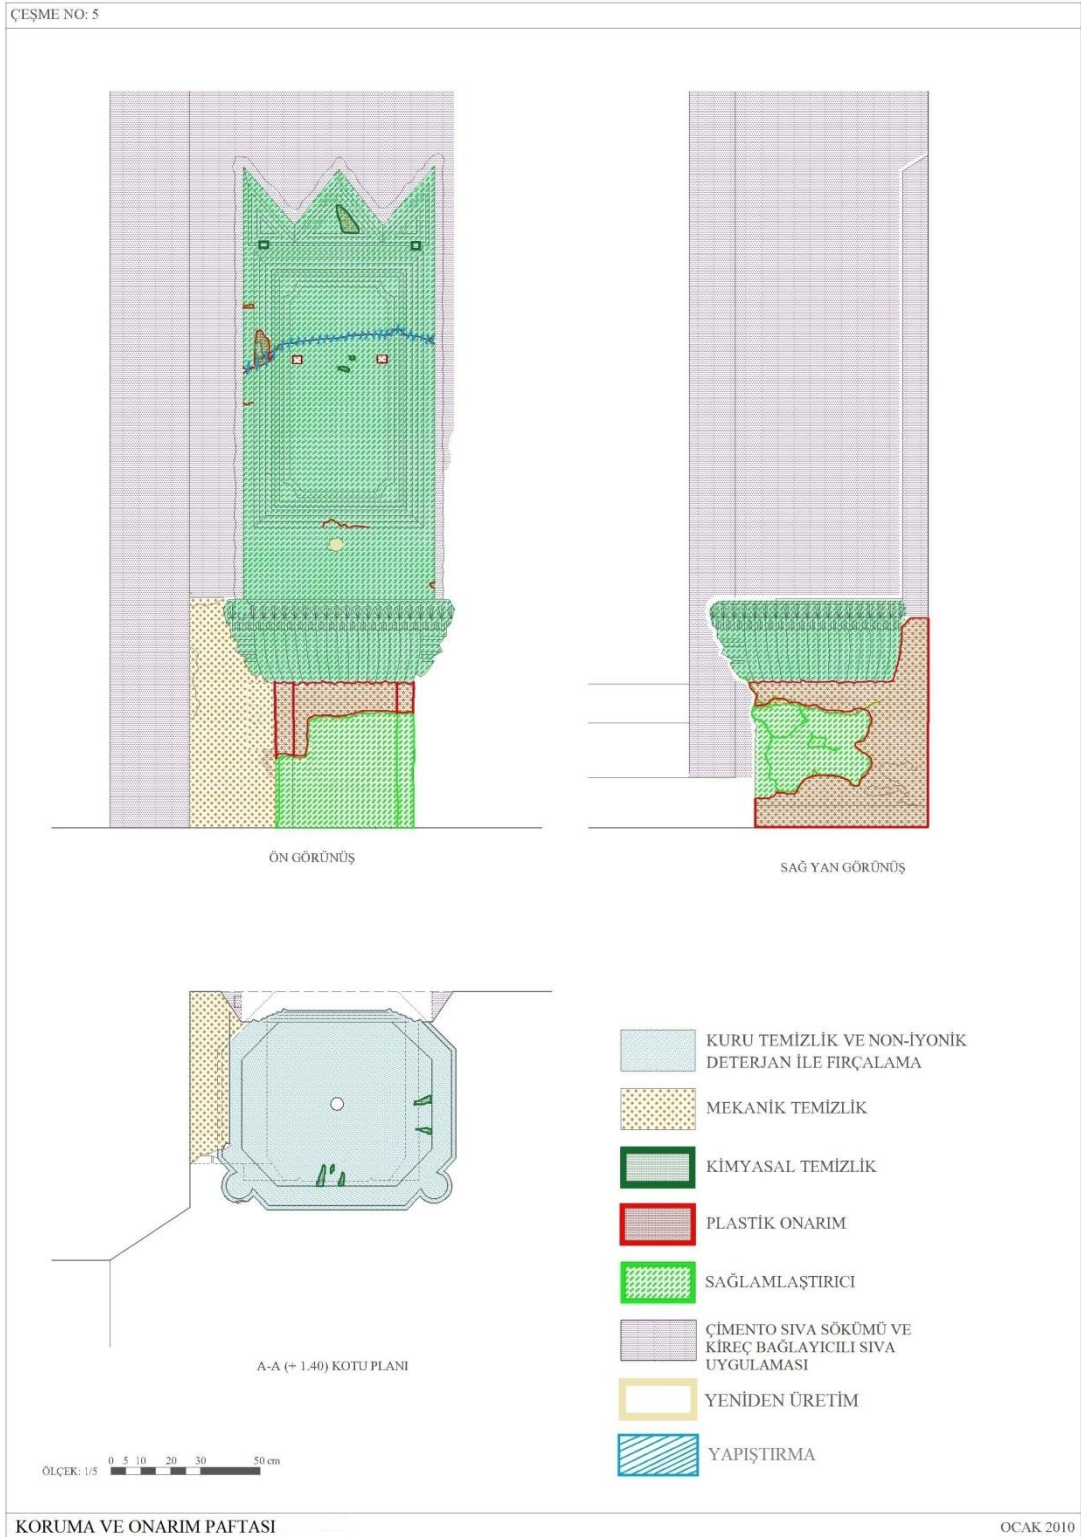 ÇEŞME NO: 5
ÖN GÖRÜNÜŞ
SAĞ YAN GÖRÜNÜŞ
KURU TEMİZLİK VE NON-İYONİK
DETERJAN İLE FIRÇALAMA
MEKANİK TEMİZLİK
KİMYASAL TEMİZLİK
PLASTİK ONARIM
SAĞLAMLAŞTIRICI
ÇİMENTO SIVA SÖKÜMÜ VE
KİREÇ BAĞLAYICILI SIVA
UYGULAMASI
YENİDEN ÜRETİM
YAPIŞTIRMA
A-A (+ 1.40) KOTU PLANI
ÖLÇEK: 1/5 0 5 10 20 30 50 cm
KORUMA VE ONARIM PAFTASI
OCAK 2010